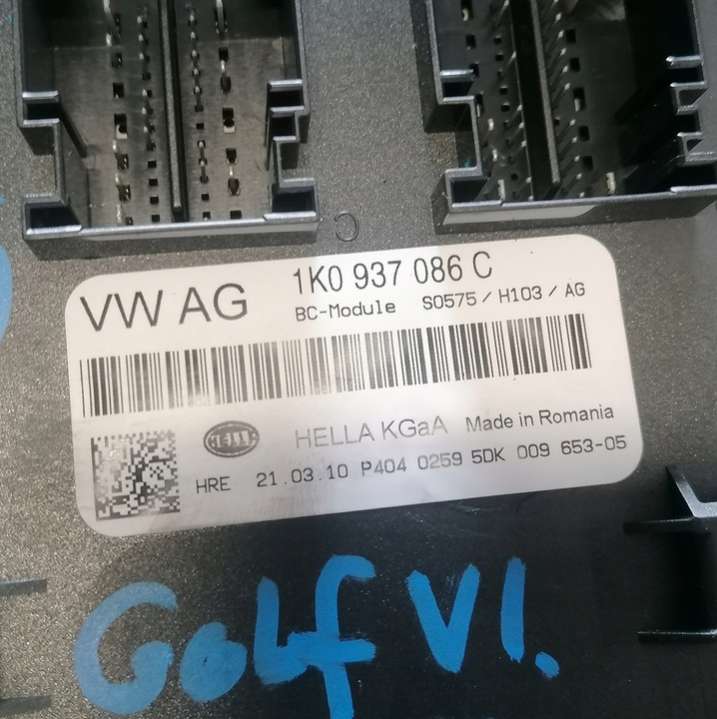 C
VW AG 1K0 937 086 C
BC-Module S0575 / H103 / AG
HELLA HELLA KGaA Made in Romania
HRE 21.03.10 P404 0259 5DK 009 653-05
Golf VI.